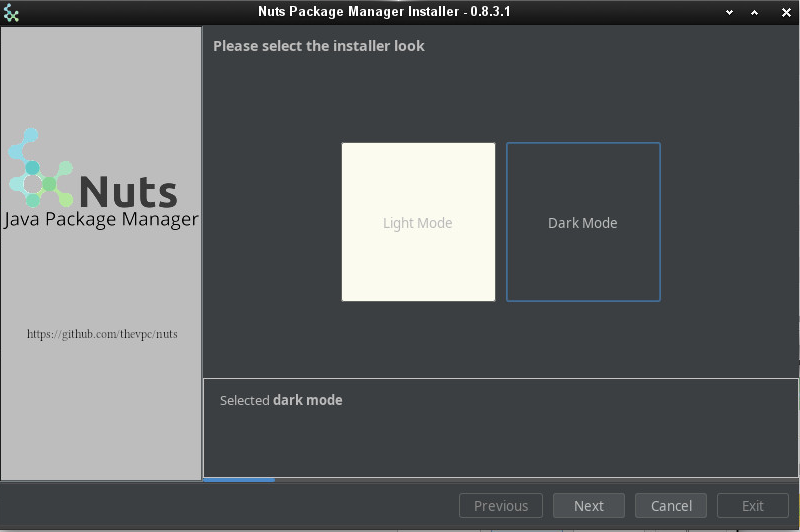 Nuts Package Manager Installer - 0.8.3.1
Please select the installer look
Nuts
Java Package Manager
https://github.com/thevpc/nuts
Light Mode
Dark Mode
Selected dark mode
Previous
Next
Cancel
Exit